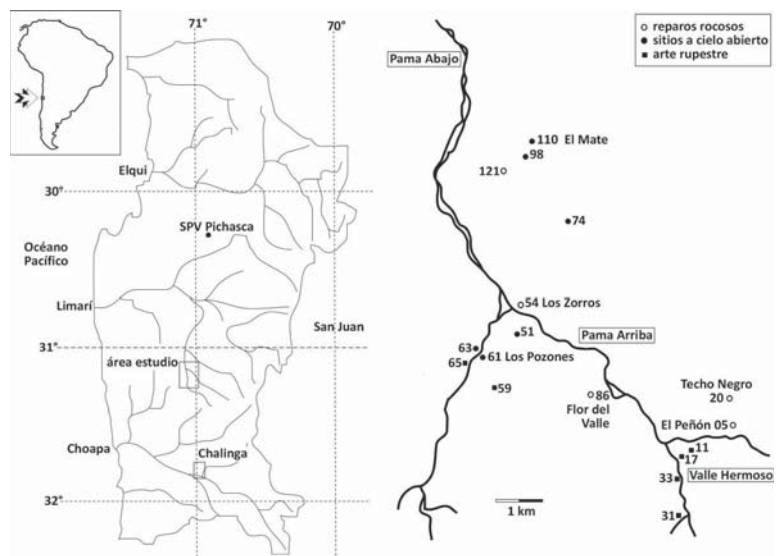 71°
70°
Elqui
30°
SPV Pichasca
Océano
Pacífico
Limarí
San Juan
31°
área estudio
Choapa
Chalinga
32°
reparos rocosos
sitios a cielo abierto
arte rupestre
Pama Abajo
110 El Mate
98
121
74
54 Los Zorros
51
Pama Arriba
63
61 Los Pozones
65
59
86
Flor del
Valle
Techo Negro
20
El Peñón 05
11
17
Valle Hermoso
33
31
1 km